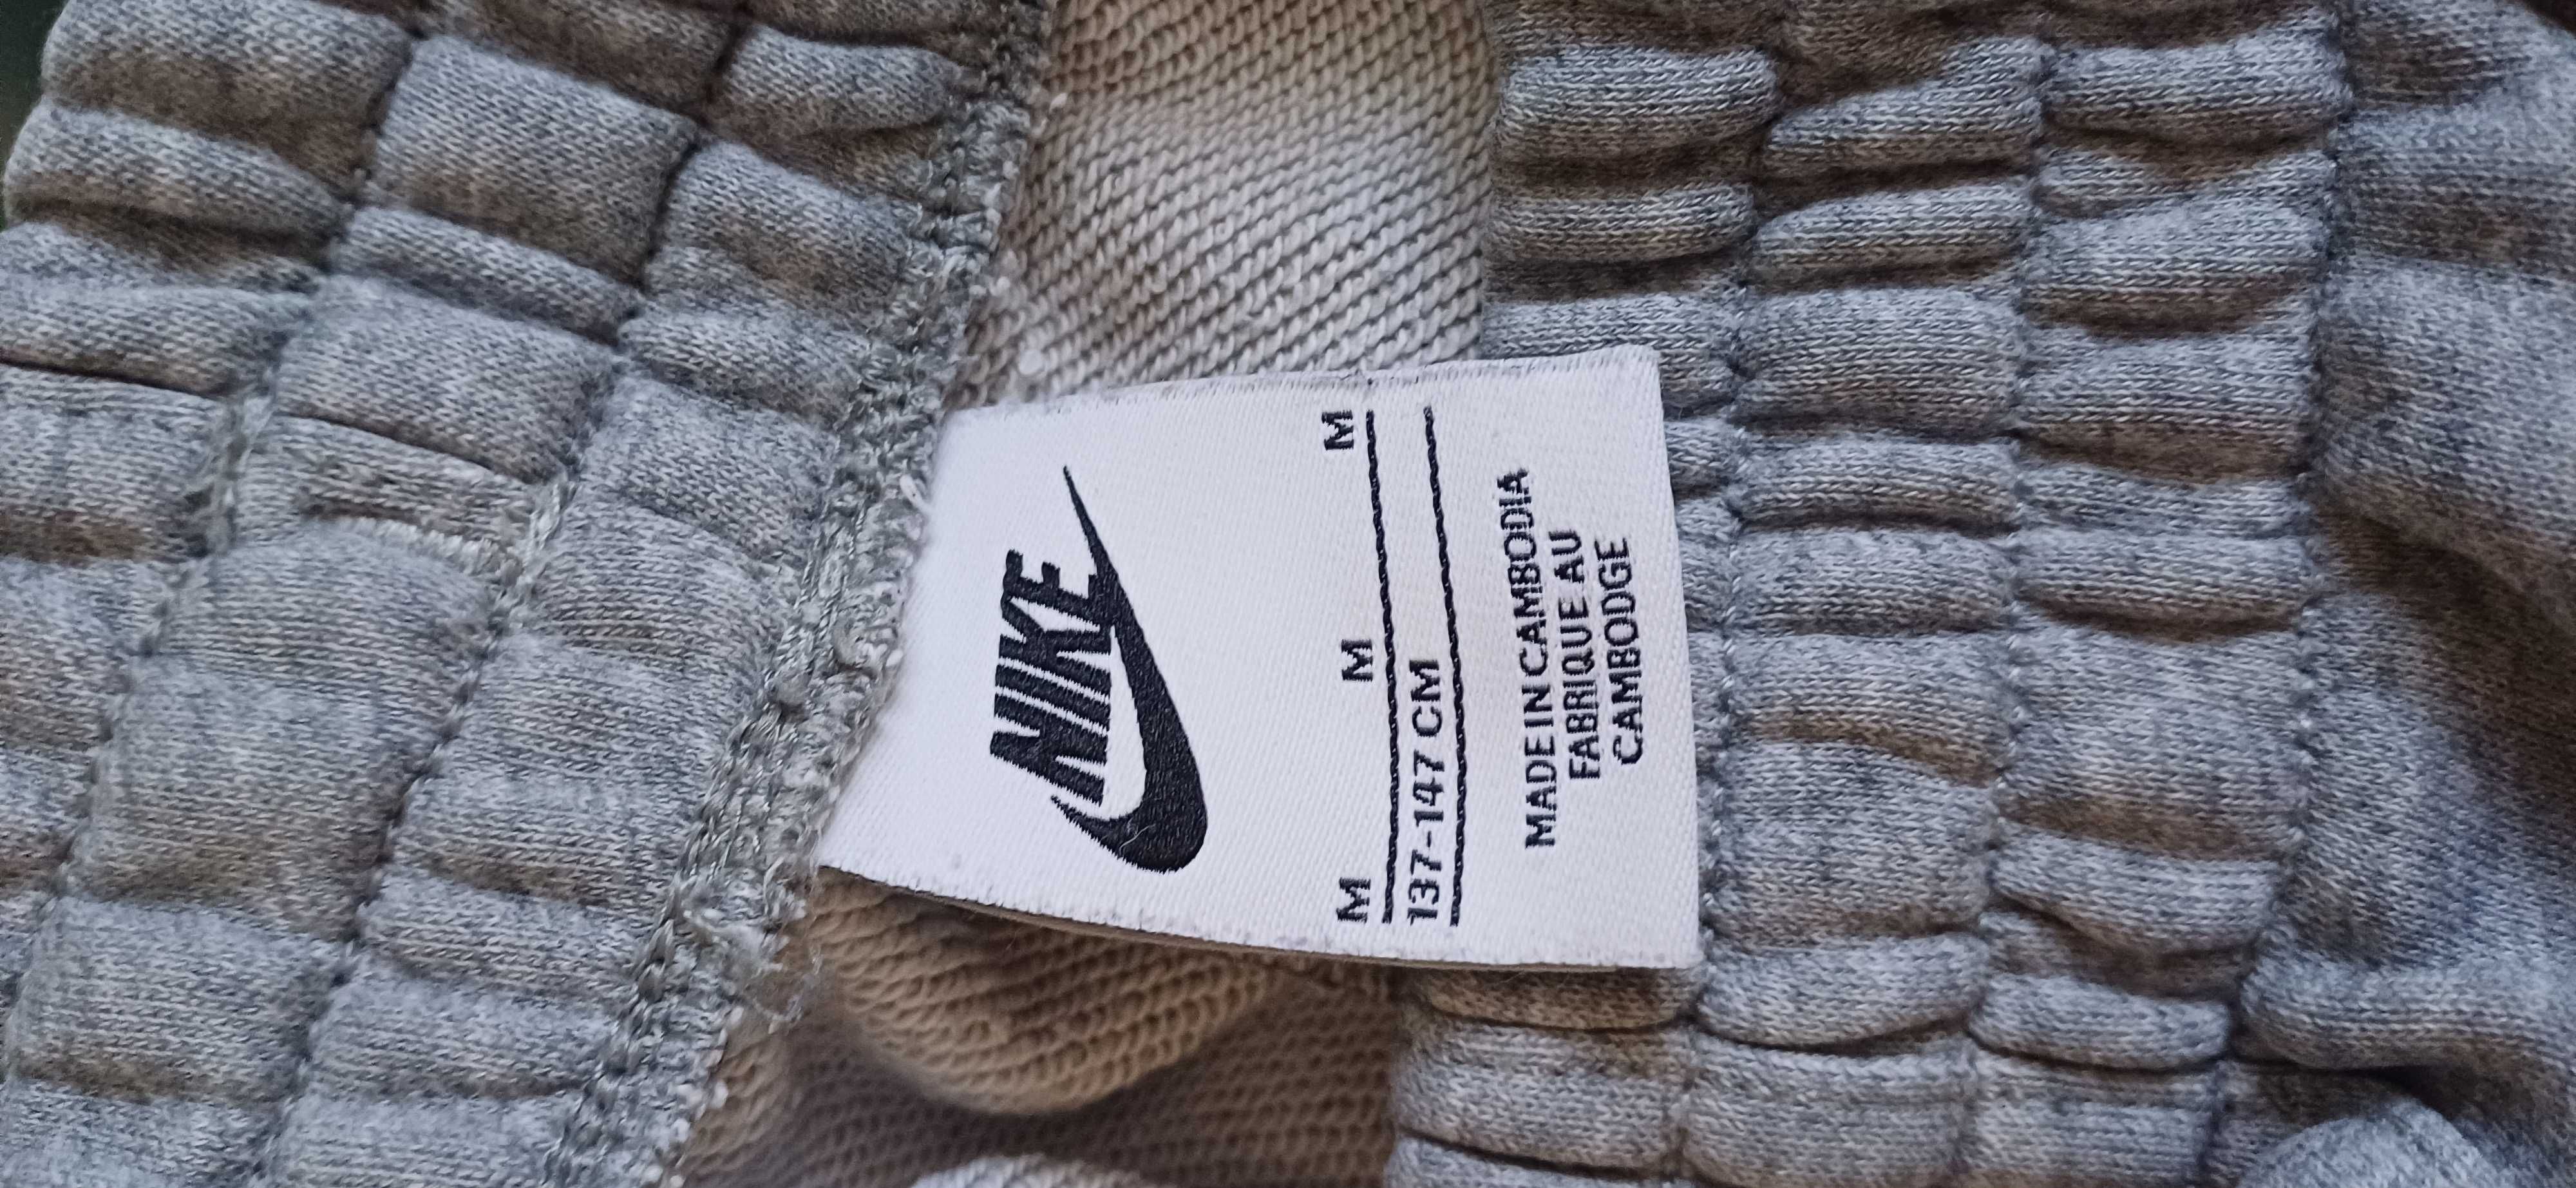 NIKE
M M M
137-147 CM
MADE IN CAMBODIA
FABRIQUE AU
CAMBODGE